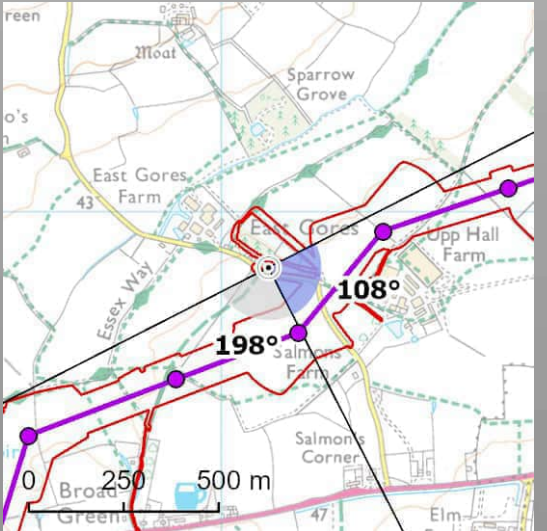 reen
Moat
Sparrow
Grove
o's
East Gores
Farm
43
East Gores
Upp Hall
Farm
Essex Way
108°
198°
Salmons
Farm
Salmon's
Corner
0 250 500 m
Broad
Green
47
Elm